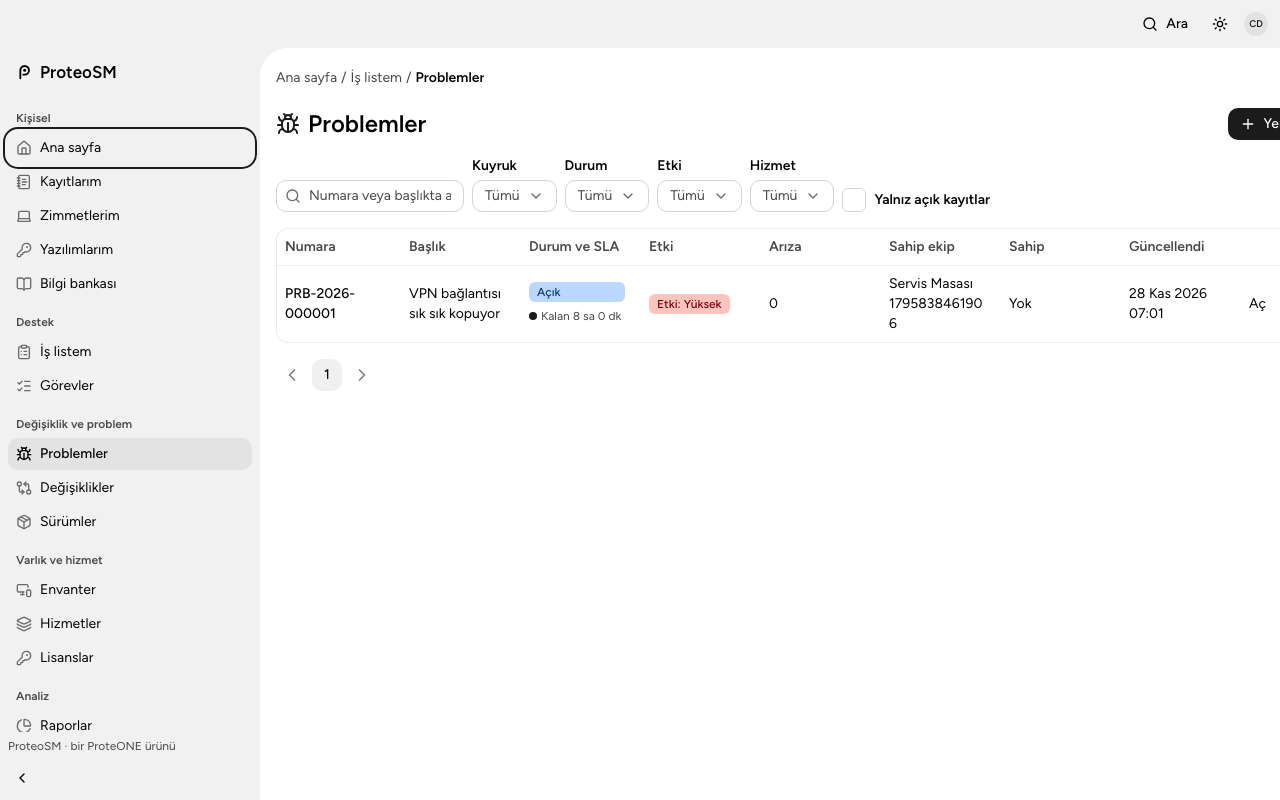 Ara
CD
ProteoSM
Kişisel
Ana sayfa
Kayıtlarım
Zimmetlerim
Yazılımlarım
Bilgi bankası
Destek
İş listem
Görevler
Değişiklik ve problem
Problemler
Değişiklikler
Sürümler
Varlık ve hizmet
Envanter
Hizmetler
Lisanslar
Analiz
Raporlar
ProteoSM · bir ProteONE ürünü
Ana sayfa / İş listem / Problemler
Problemler
+ Ye
Kuyruk Durum Etki Hizmet
Numara veya başlıkta a Tümü Tümü Tümü Tümü Yalnız açık kayıtlar
Numara Başlık Durum ve SLA Etki Arıza Sahip ekip Sahip Güncellendi
PRB-2026-
000001
VPN bağlantısı
sık sık kopuyor
Açık
Kalan 8 sa 0 dk
Etki: Yüksek
0
Servis Masası
179583846190
6
Yok
28 Kas 2026
07:01
Aç
1